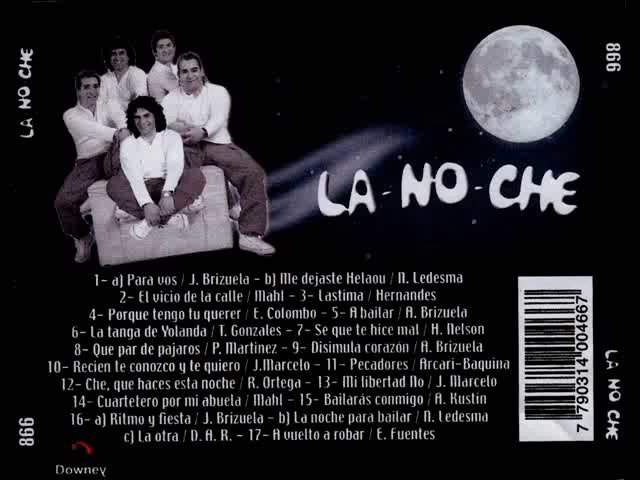 LA NO CHE
866
LA-NO-CHE
1- a) Para vos / J. Brizuela - b) Me dejaste Helaou / N. Ledesma
2- El vicio de la calle / Mahl - 3- Lastima / Hernandes
4- Porque tengo tu querer / E. Colombo - 5- A bailar / A. Brizuela
6- La tanga de Yolanda / T. Gonzales - 7- Se que te hice mal / H. Nelson
8- Que par de pajaros / P. Martinez - 9- Disimula corazón / A. Brizuela
10- Recien te conozco y te quiero / J.Marcelo - 11- Pecadores / Arcari-Baquina
12- Che, que haces esta noche / R. Ortega - 13- Mi libertad No / J. Marcelo
14- Cuartetero por mi abuela / Mahl - 15- Bailarás conmigo / A. Kustin
16- a) Ritmo y fiesta / J. Brizuela - b) La noche para bailar / N. Ledesma
c) La otra / D. A. R. - 17- A vuelto a robar / E. Fuentes
7 790314 004667
LA NO CHE
866
Downey